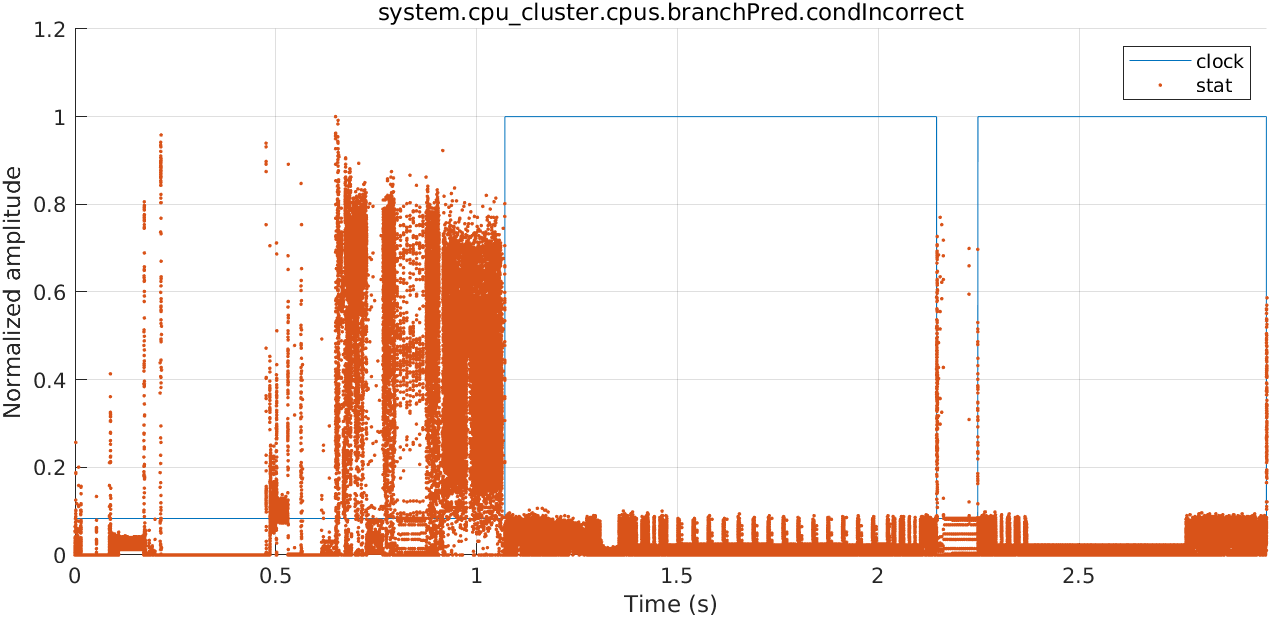 system.cpu_cluster.cpus.branchPred.condIncorrect
1.2
clock
stat
1
0.8
0.6
0.4
0.2
0
Normalized amplitude
0
0.5
1
1.5
2
2.5
Time (s)